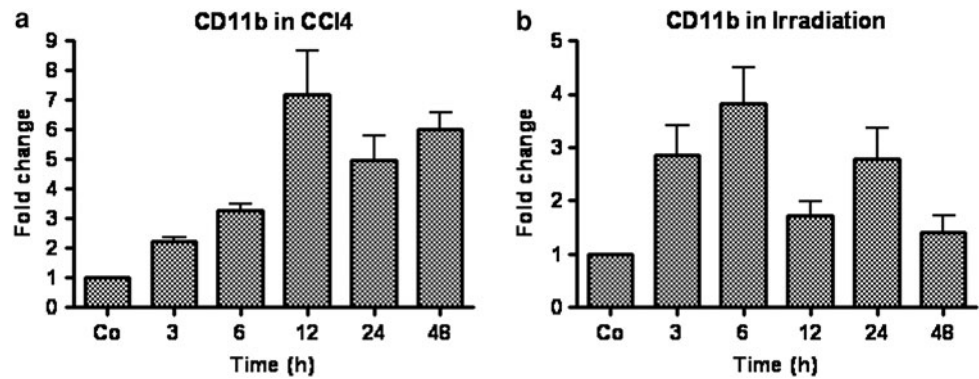 a
CD11b in CCl4
Fold change
9
8
7
6
5
4
3
2
1
0
Co 3 6 12 24 48
Time (h)
b
CD11b in Irradiation
Fold change
5
4
3
2
1
0
Co 3 6 12 24 48
Time (h)